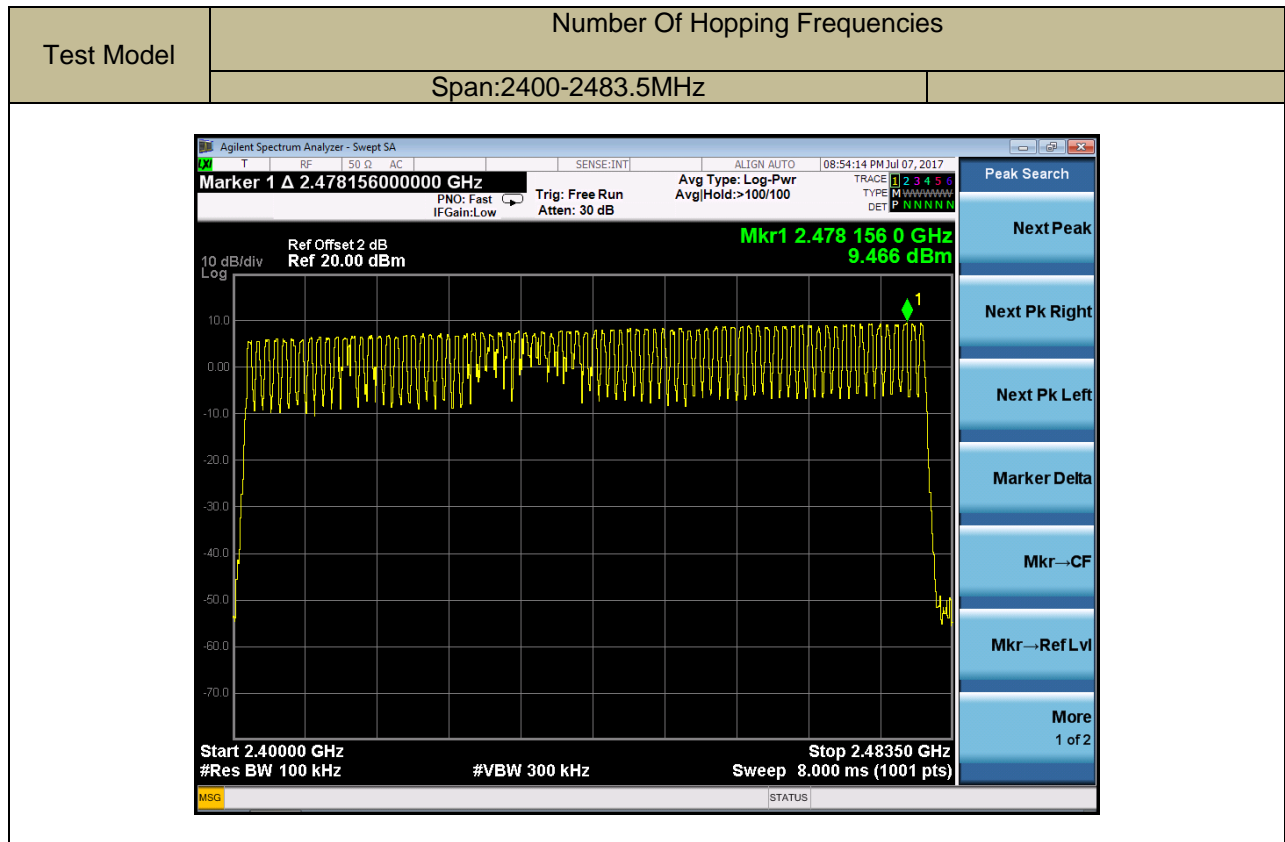 Test Model
Number Of Hopping Frequencies
Span:2400-2483.5MHz
Agilent Spectrum Analyzer - Swept SA
LXI T RF 50 Ω AC SENSE:INT ALIGN AUTO 08:54:14 PM Jul 07, 2017
Marker 1 Δ 2.478156000000 GHz
PNO: Fast
IFGain:Low
Trig: Free Run
Atten: 30 dB
Avg Type: Log-Pwr
Avg|Hold:>100/100
TRACE 1 2 3 4 5 6
TYPE M WWWWW
DET P N N N N N
Peak Search
Mkr1 2.478 156 0 GHz
9.466 dBm
Ref Offset 2 dB
10 dB/div Ref 20.00 dBm
Log
1
10.0
0.00
-10.0
-20.0
-30.0
-40.0
-50.0
-60.0
-70.0
Start 2.40000 GHz Stop 2.48350 GHz
#Res BW 100 kHz #VBW 300 kHz Sweep 8.000 ms (1001 pts)
Next Peak
Next Pk Right
Next Pk Left
Marker Delta
Mkr→CF
Mkr→Ref Lvl
More
1 of 2
MSG STATUS